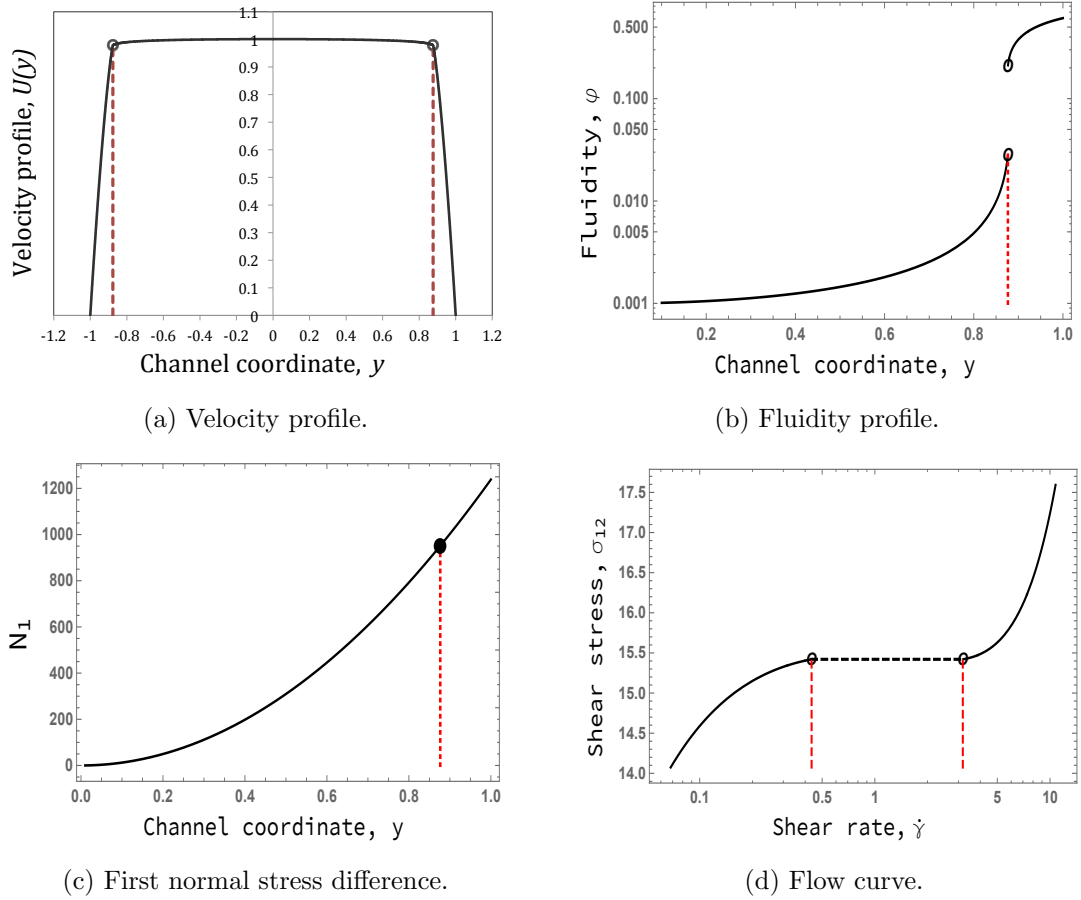 1.1
1
0.9
0.8
0.7
0.6
0.5
0.4
0.3
0.2
0.1
0
-1.2 -1 -0.8 -0.6 -0.4 -0.2 0 0.2 0.4 0.6 0.8 1 1.2
Velocity profile, U(y)
Channel coordinate, y
(a) Velocity profile.
0.500
0.100
0.050
0.010
0.005
0.001
0.2 0.4 0.6 0.8 1.0
Fluidity, φ
Channel coordinate, y
(b) Fluidity profile.
1200
1000
800
600
400
200
0
0.0 0.2 0.4 0.6 0.8 1.0
N₁
Channel coordinate, y
(c) First normal stress difference.
17.5
17.0
16.5
16.0
15.5
15.0
14.5
14.0
0.1 0.5 1 5 10
Shear stress, σ₁₂
Shear rate, γ̇
(d) Flow curve.